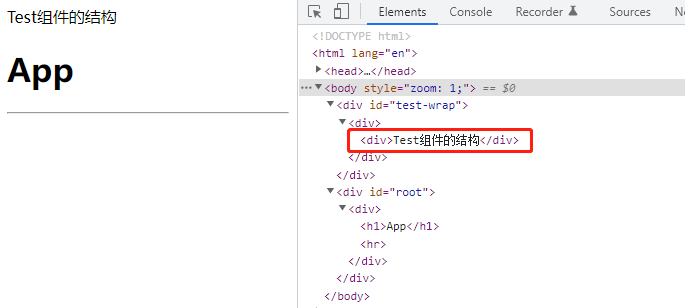 Test组件的结构
App
Elements Console Recorder Sources Ne
<!DOCTYPE html>
<html lang="en">
<head>…</head>
<body style="zoom: 1;"> == $0
<div id="test-wrap">
<div>
<div>Test组件的结构</div>
</div>
</div>
<div id="root">
<div>
<h1>App</h1>
<hr>
</div>
</div>
</body>